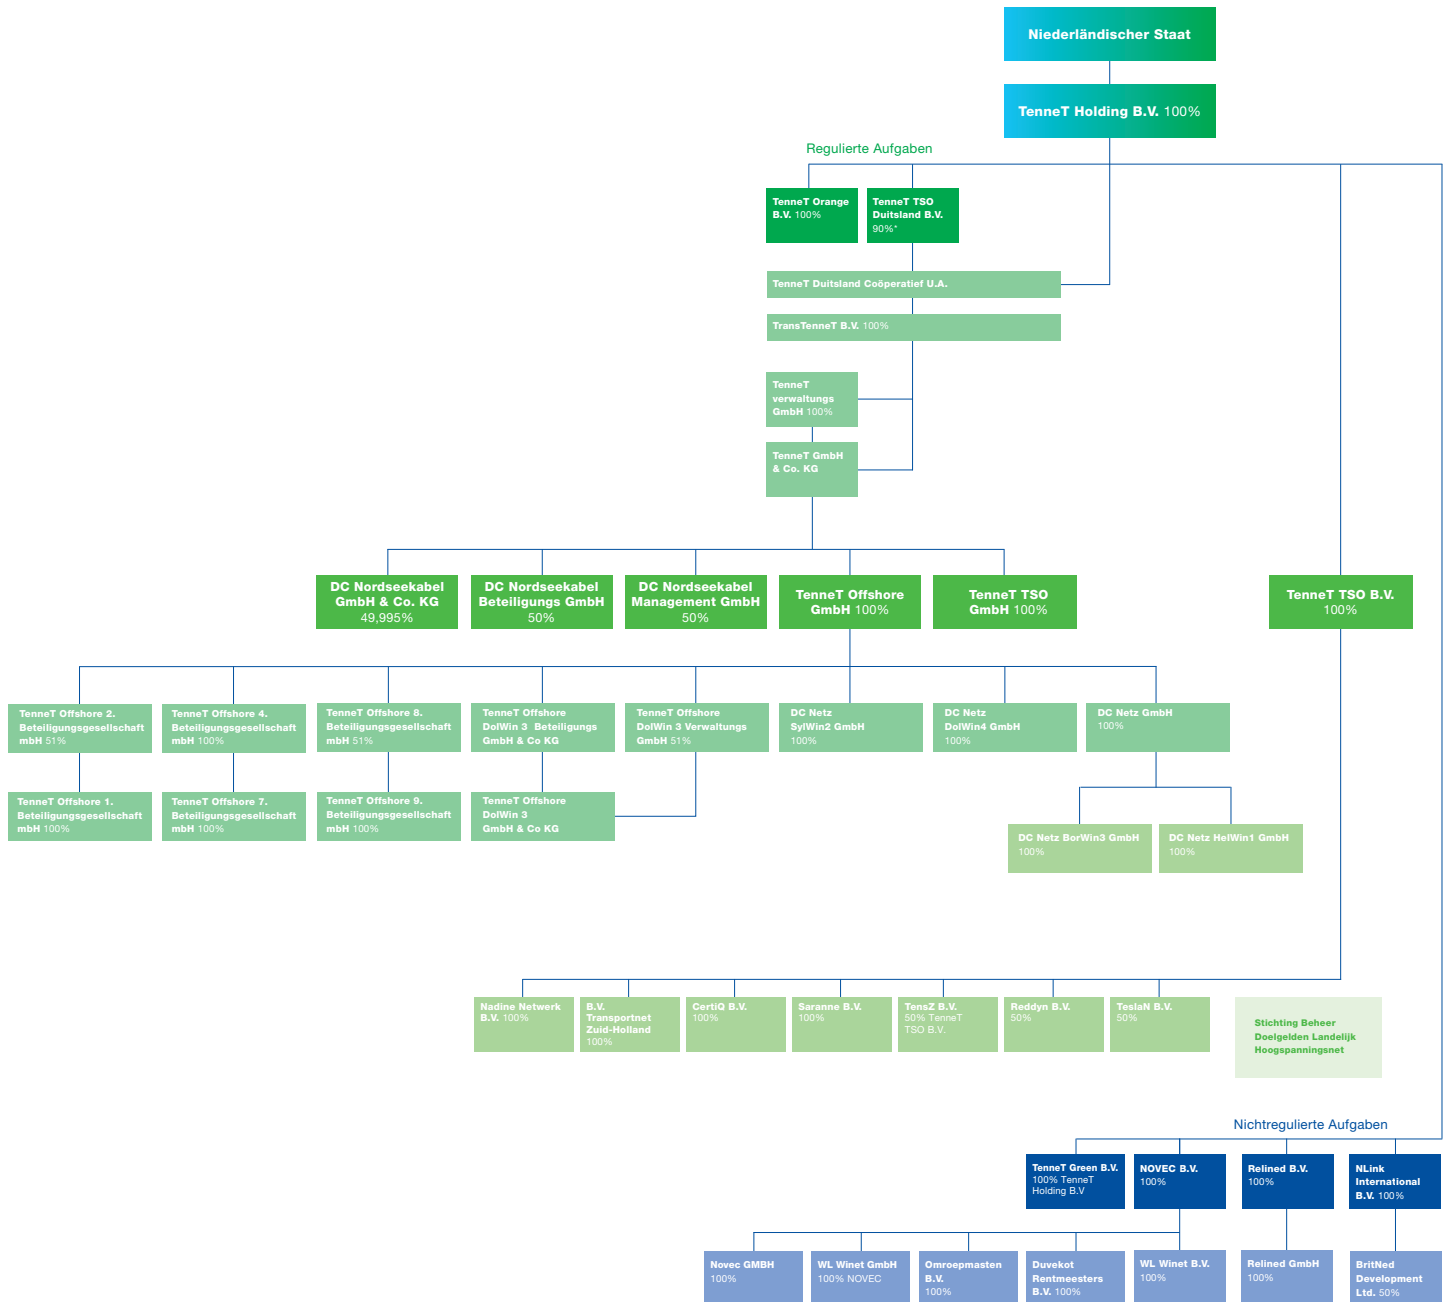 Niederländischer Staat
TenneT Holding B.V. 100%
Regulierte Aufgaben
TenneT Orange
B.V. 100%
TenneT TSO
Duitsland B.V.
90%*
TenneT Duitsland Coöperatief U.A.
TransTenneT B.V. 100%
TenneT
verwaltungs
GmbH 100%
TenneT GmbH
& Co. KG
DC Nordseekabel
GmbH & Co. KG
49,995%
DC Nordseekabel
Beteiligungs GmbH
50%
DC Nordseekabel
Management GmbH
50%
TenneT Offshore
GmbH 100%
TenneT TSO
GmbH 100%
TenneT TSO B.V.
100%
TenneT Offshore 2.
Beteiligungsgesellschaft
mbH 51%
TenneT Offshore 4.
Beteiligungsgesellschaft
mbH 100%
TenneT Offshore 8.
Beteiligungsgesellschaft
mbH 51%
TenneT Offshore
DolWin 3 Beteiligungs
GmbH & Co KG
TenneT Offshore
DolWin 3 Verwaltungs
GmbH 51%
DC Netz
SylWin2 GmbH
100%
DC Netz
DolWin4 GmbH
100%
DC Netz GmbH
100%
TenneT Offshore 1.
Beteiligungsgesellschaft
mbH 100%
TenneT Offshore 7.
Beteiligungsgesellschaft
mbH 100%
TenneT Offshore 9.
Beteiligungsgesellschaft
mbH 100%
TenneT Offshore
DolWin 3
GmbH & Co KG
DC Netz BorWin3 GmbH
100%
DC Netz HelWin1 GmbH
100%
Nadine Netwerk
B.V. 100%
B.V.
Transportnet
Zuid-Holland
100%
CertiQ B.V.
100%
Saranne B.V.
100%
TensZ B.V.
50% TenneT
TSO B.V.
Reddyn B.V.
50%
TeslaN B.V.
50%
Stichting Beheer
Doelgelden Landelijk
Hoogspanningsnet
Nichtregulierte Aufgaben
TenneT Green B.V.
100% TenneT
Holding B.V
NOVEC B.V.
100%
Relined B.V.
100%
NLink
International
B.V. 100%
Novec GMBH
100%
WL Winet GmbH
100% NOVEC
Omroepmasten
B.V.
100%
Duvekot
Rentmeesters
B.V. 100%
WL Winet B.V.
100%
Relined GmbH
100%
BritNed
Development
Ltd. 50%